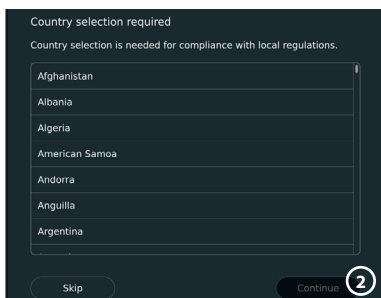 Country selection required
Country selection is needed for compliance with local regulations.
Afghanistan
Albania
Algeria
American Samoa
Andorra
Anguilla
Argentina
Skip Continue 2